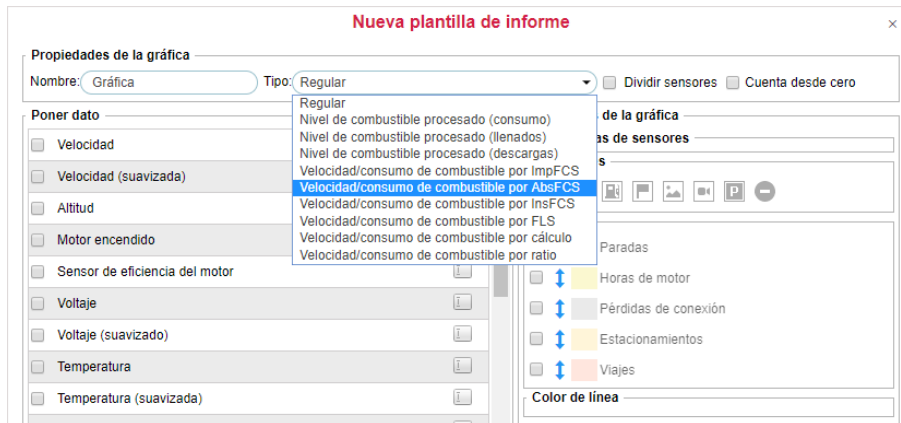 Nueva plantilla de informe
×
Propiedades de la gráfica
Nombre: Gráfica Tipo: Regular Dividir sensores Cuenta desde cero
Regular
Nivel de combustible procesado (consumo)
Nivel de combustible procesado (llenados)
Nivel de combustible procesado (descargas)
Velocidad/consumo de combustible por ImpFCS
Velocidad/consumo de combustible por AbsFCS
Velocidad/consumo de combustible por InsFCS
Velocidad/consumo de combustible por FLS
Velocidad/consumo de combustible por cálculo
Velocidad/consumo de combustible por ratio
Poner dato
Velocidad
Velocidad (suavizada)
Altitud
Motor encendido
Sensor de eficiencia del motor
Voltaje
Voltaje (suavizado)
Temperatura
Temperatura (suavizada)
de la gráfica
as de sensores
s
P
Paradas
Horas de motor
Pérdidas de conexión
Estacionamientos
Viajes
Color de línea